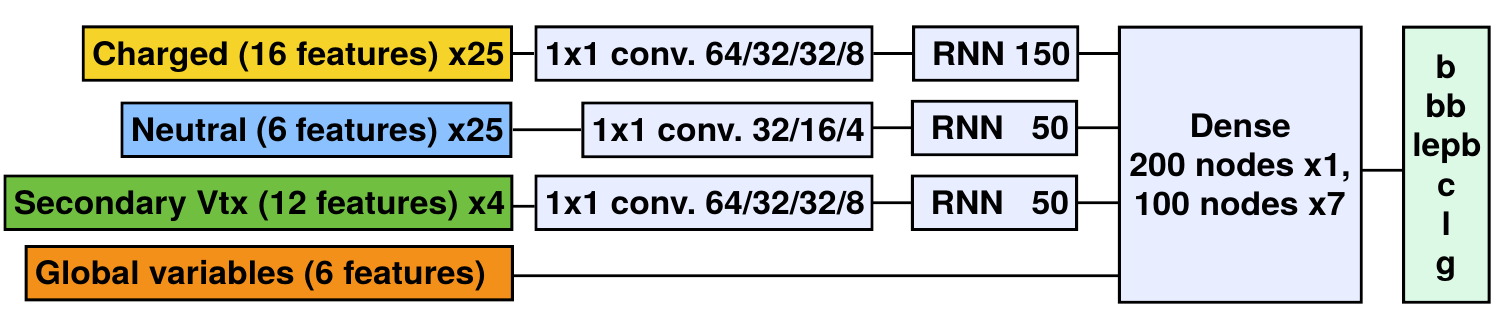 Charged (16 features) x25
1x1 conv. 64/32/32/8
RNN 150
Neutral (6 features) x25
1x1 conv. 32/16/4
RNN 50
Secondary Vtx (12 features) x4
1x1 conv. 64/32/32/8
RNN 50
Global variables (6 features)
Dense
200 nodes x1,
100 nodes x7
b
bb
lepb
c
l
g